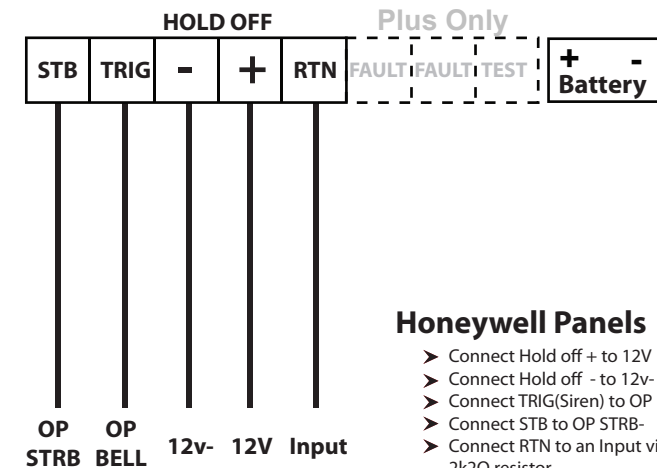 HOLD OFF
Plus Only
STB TRIG - + RTN FAULT FAULT TEST
+ -
Battery
Honeywell Panels
➤ Connect Hold off + to 12V
➤ Connect Hold off - to 12v-
➤ Connect TRIG(Siren) to OP
➤ Connect STB to OP STRB-
➤ Connect RTN to an Input
2k2Ω resistor
OP STRB
OP BELL
12v-
12V
Input